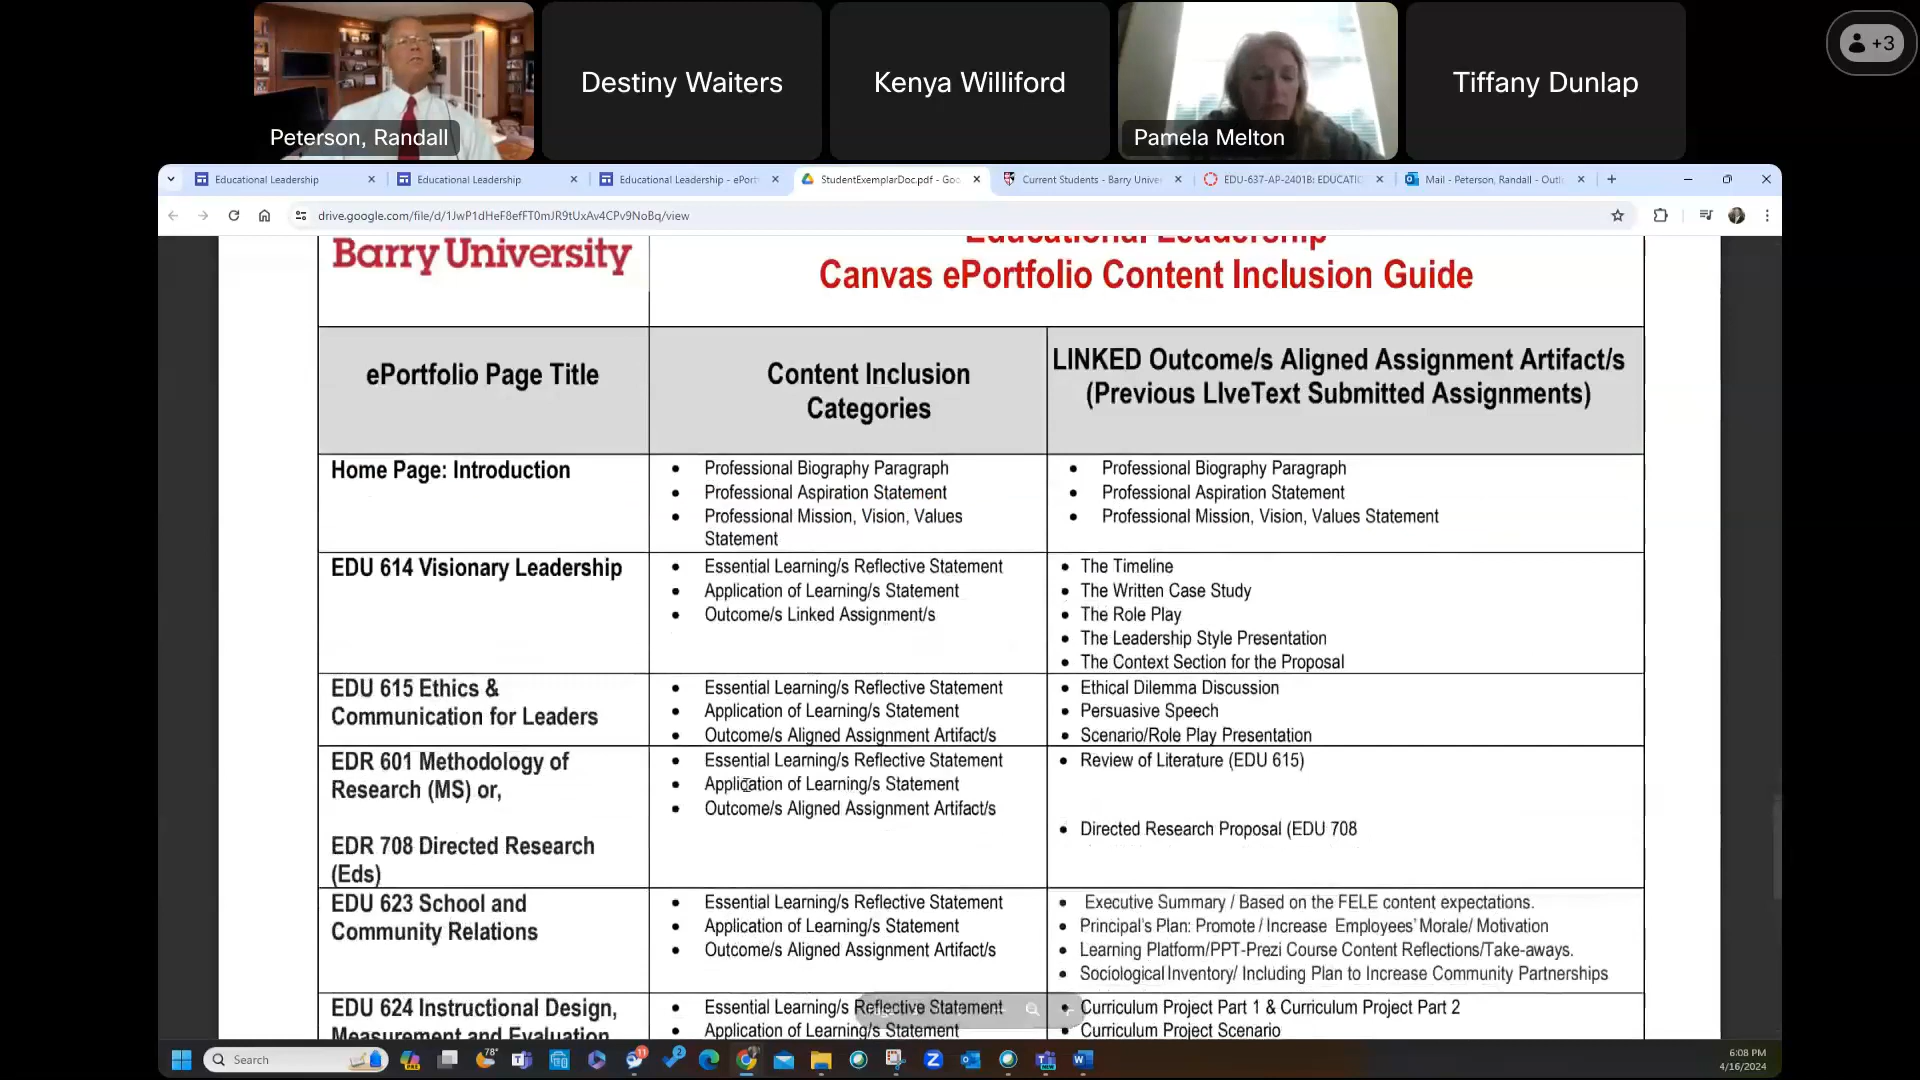 Destiny Waiters
Kenya Williford
Tiffany Dunlap
+3
Peterson, Randall
Pamela Melton
Educational Leadership
Educational Leadership
Educational Leadership - ePort
StudentExemplarDoc.pdf - Goo
Current Students - Barry Univer
EDU-637-AP-2401B: EDUCATIO
Mail - Peterson, Randall - Outl
drive.google.com/file/d/1JwP1dHeF8efFT0mJR9tUxAv4CPv9NoBq/view
Barry University
Educational Leadership
Canvas ePortfolio Content Inclusion Guide
ePortfolio Page Title
Content Inclusion
Categories
LINKED Outcome/s Aligned Assignment Artifact/s
(Previous LIveText Submitted Assignments)
Home Page: Introduction
• Professional Biography Paragraph
• Professional Aspiration Statement
• Professional Mission, Vision, Values
Statement
• Professional Biography Paragraph
• Professional Aspiration Statement
• Professional Mission, Vision, Values Statement
EDU 614 Visionary Leadership
• Essential Learning/s Reflective Statement
• Application of Learning/s Statement
• Outcome/s Linked Assignment/s
• The Timeline
• The Written Case Study
• The Role Play
• The Leadership Style Presentation
• The Context Section for the Proposal
EDU 615 Ethics &
Communication for Leaders
• Essential Learning/s Reflective Statement
• Application of Learning/s Statement
• Outcome/s Aligned Assignment Artifact/s
• Ethical Dilemma Discussion
• Persuasive Speech
• Scenario/Role Play Presentation
EDR 601 Methodology of
Research (MS) or,
EDR 708 Directed Research
(Eds)
• Essential Learning/s Reflective Statement
• Application of Learning/s Statement
• Outcome/s Aligned Assignment Artifact/s
• Review of Literature (EDU 615)
• Directed Research Proposal (EDU 708
EDU 623 School and
Community Relations
• Essential Learning/s Reflective Statement
• Application of Learning/s Statement
• Outcome/s Aligned Assignment Artifact/s
• Executive Summary / Based on the FELE content expectations.
• Principal's Plan: Promote / Increase Employees' Morale/ Motivation
• Learning Platform/PPT-Prezi Course Content Reflections/Take-aways.
• Sociological Inventory/ Including Plan to Increase Community Partnerships
EDU 624 Instructional Design,
Measurement and Evaluation
• Essential Learning/s Reflective Statement
• Application of Learning/s Statement
• Curriculum Project Part 1 & Curriculum Project Part 2
• Curriculum Project Scenario
Search
78°
11
2
6:08 PM
4/16/2024